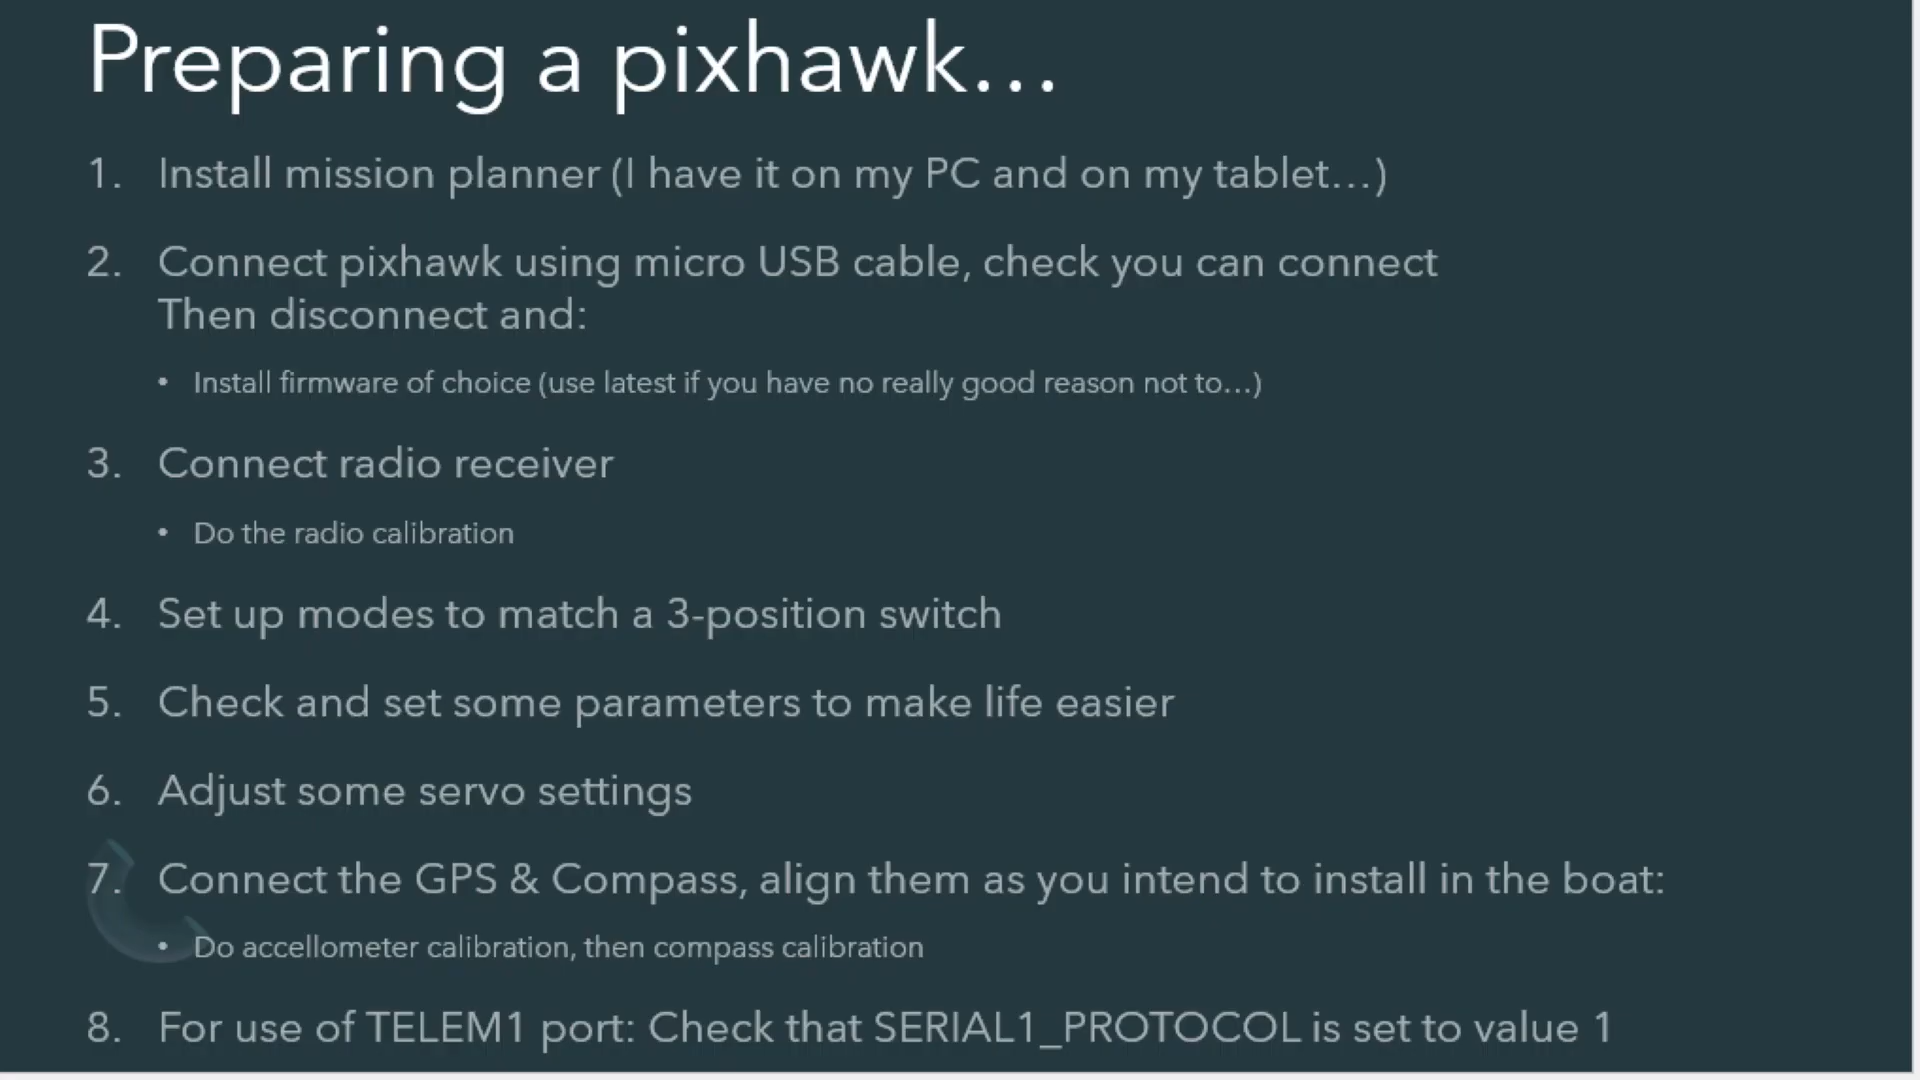 Preparing a pixhawk...
1. Install mission planner (I have it on my PC and on my tablet...)
2. Connect pixhawk using micro USB cable, check you can connect
Then disconnect and:
• Install firmware of choice (use latest if you have no really good reason not to...)
3. Connect radio receiver
• Do the radio calibration
4. Set up modes to match a 3-position switch
5. Check and set some parameters to make life easier
6. Adjust some servo settings
7. Connect the GPS & Compass, align them as you intend to install in the boat:
• Do accellometer calibration, then compass calibration
8. For use of TELEM1 port: Check that SERIAL1_PROTOCOL is set to value 1